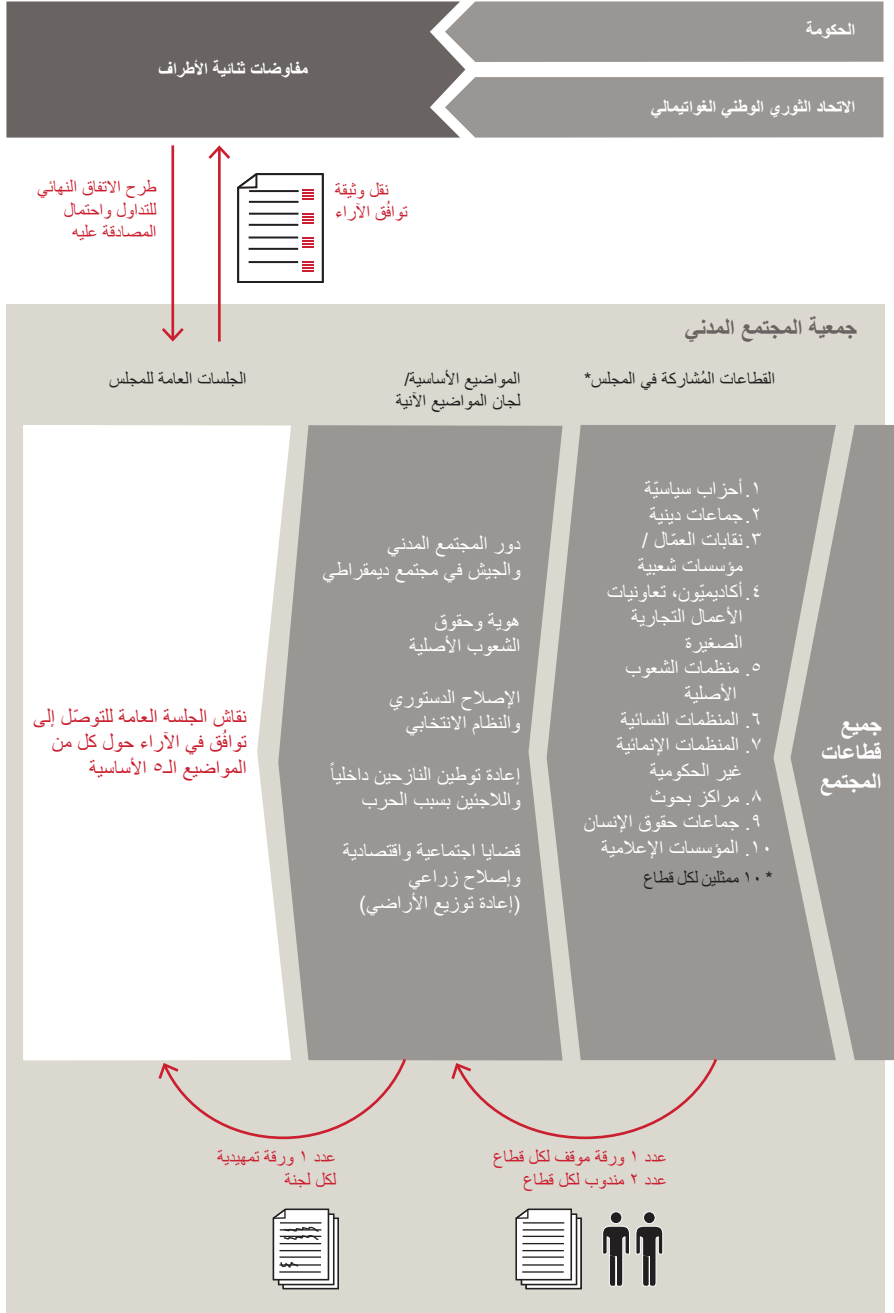 الحكومة
الاتحاد الثوري الوطني الغواتيمالي
مفاوضات ثنائية الأطراف
نقل وثيقة
توافُق الآراء
طرح الاتفاق النهائي
للتداول واحتمال
المصادقة عليه
جمعية المجتمع المدني
القطاعات المُشاركة في المجلس*
المواضيع الأساسية/
لجان المواضيع الآنية
الجلسات العامة للمجلس
جميع
قطاعات
المجتمع
١. أحزاب سياسيّة
٢. جماعات دينية
٣. نقابات العمّال /
مؤسسات شعبية
٤. أكاديميّون، تعاونيات
الأعمال التجارية
الصغيرة
٥. منظمات الشعوب
الأصلية
٦. المنظمات النسائية
٧. المنظمات الإنمائية
غير الحكومية
٨. مراكز بحوث
٩. جماعات حقوق الإنسان
١٠. المؤسسات الإعلامية
* ١٠ ممثلين لكل قطاع
دور المجتمع المدني
والجيش في مجتمع ديمقراطي
هوية وحقوق
الشعوب الأصلية
الإصلاح الدستوري
والنظام الانتخابي
إعادة توطين النازحين داخلياً
واللاجئين بسبب الحرب
قضايا اجتماعية واقتصادية
وإصلاح زراعي
(إعادة توزيع الأراضي)
نقاش الجلسة العامة للتوصّل إلى
توافُق في الآراء حول كل من
المواضيع الـ٥ الأساسية
عدد ١ ورقة موقف لكل قطاع
عدد ٢ مندوب لكل قطاع
عدد ١ ورقة تمهيدية
لكل لجنة